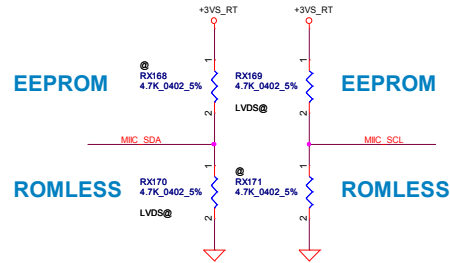 +3VS_RT
+3VS_RT
@
1
1
RX168
4.7K_0402_5%
RX169
4.7K_0402_5%
EEPROM
EEPROM
2
2
LVDS@
MIIC_SDA
MIIC_SCL
@
1
1
RX170
4.7K_0402_5%
RX171
4.7K_0402_5%
ROMLESS
ROMLESS
2
2
LVDS@